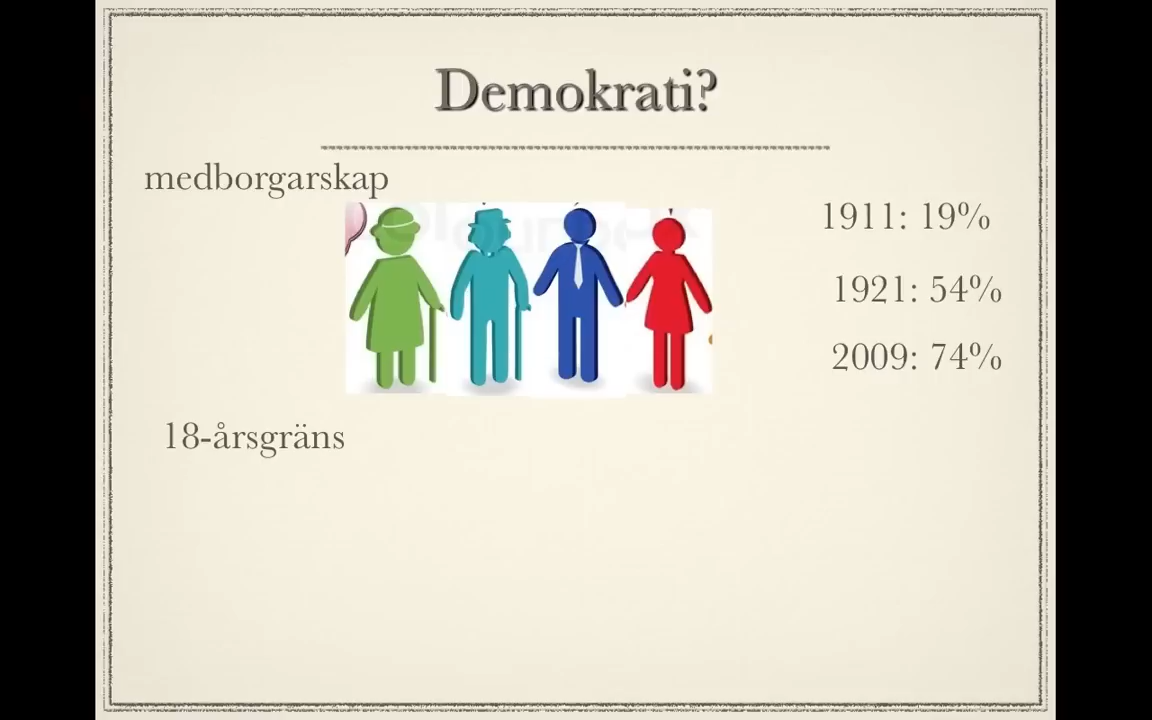 Demokrati?
medborgarskap
1911: 19%
1921: 54%
2009: 74%
18-årsgräns